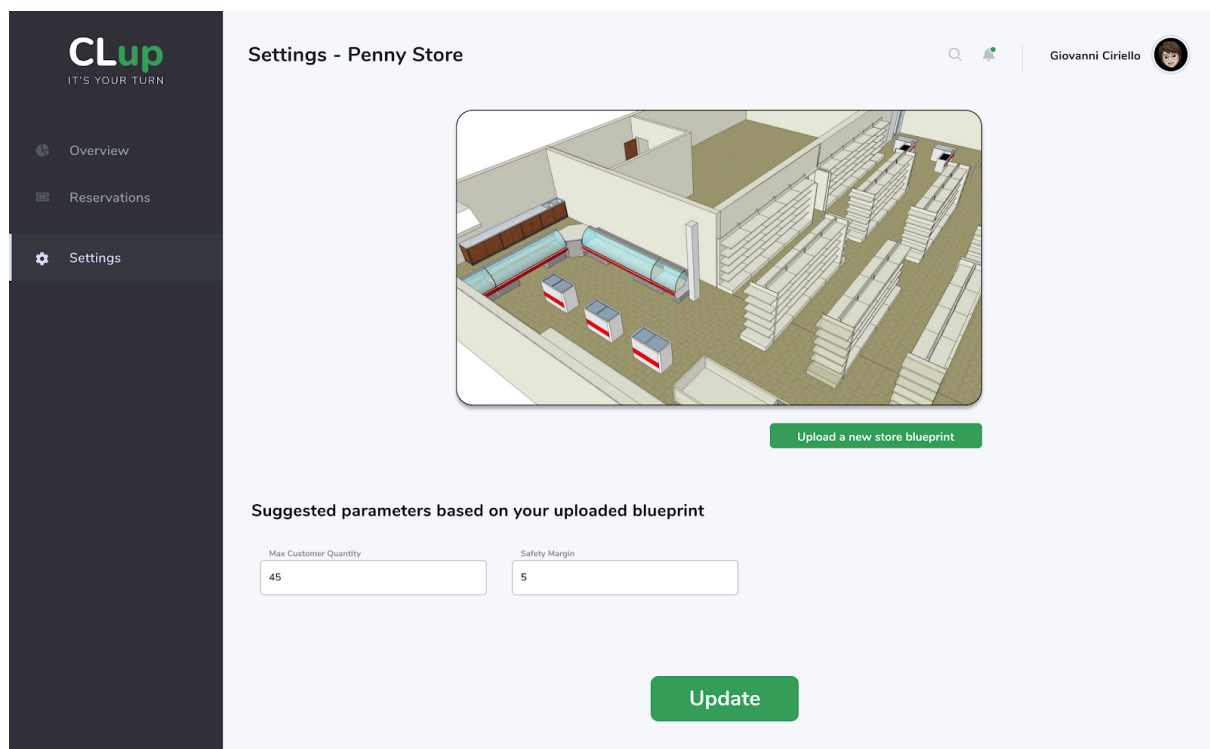 CLup
IT'S YOUR TURN
Overview
Reservations
Settings
Settings - Penny Store
Giovanni Ciriello
Upload a new store blueprint
Suggested parameters based on your uploaded blueprint
Max Customer Quantity
45
Safety Margin
5
Update